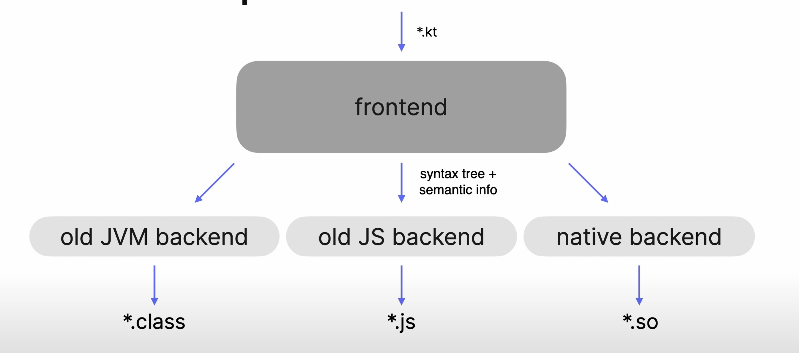 *.kt
frontend
syntax tree +
semantic info
old JVM backend
old JS backend
native backend
*.class
*.js
*.so